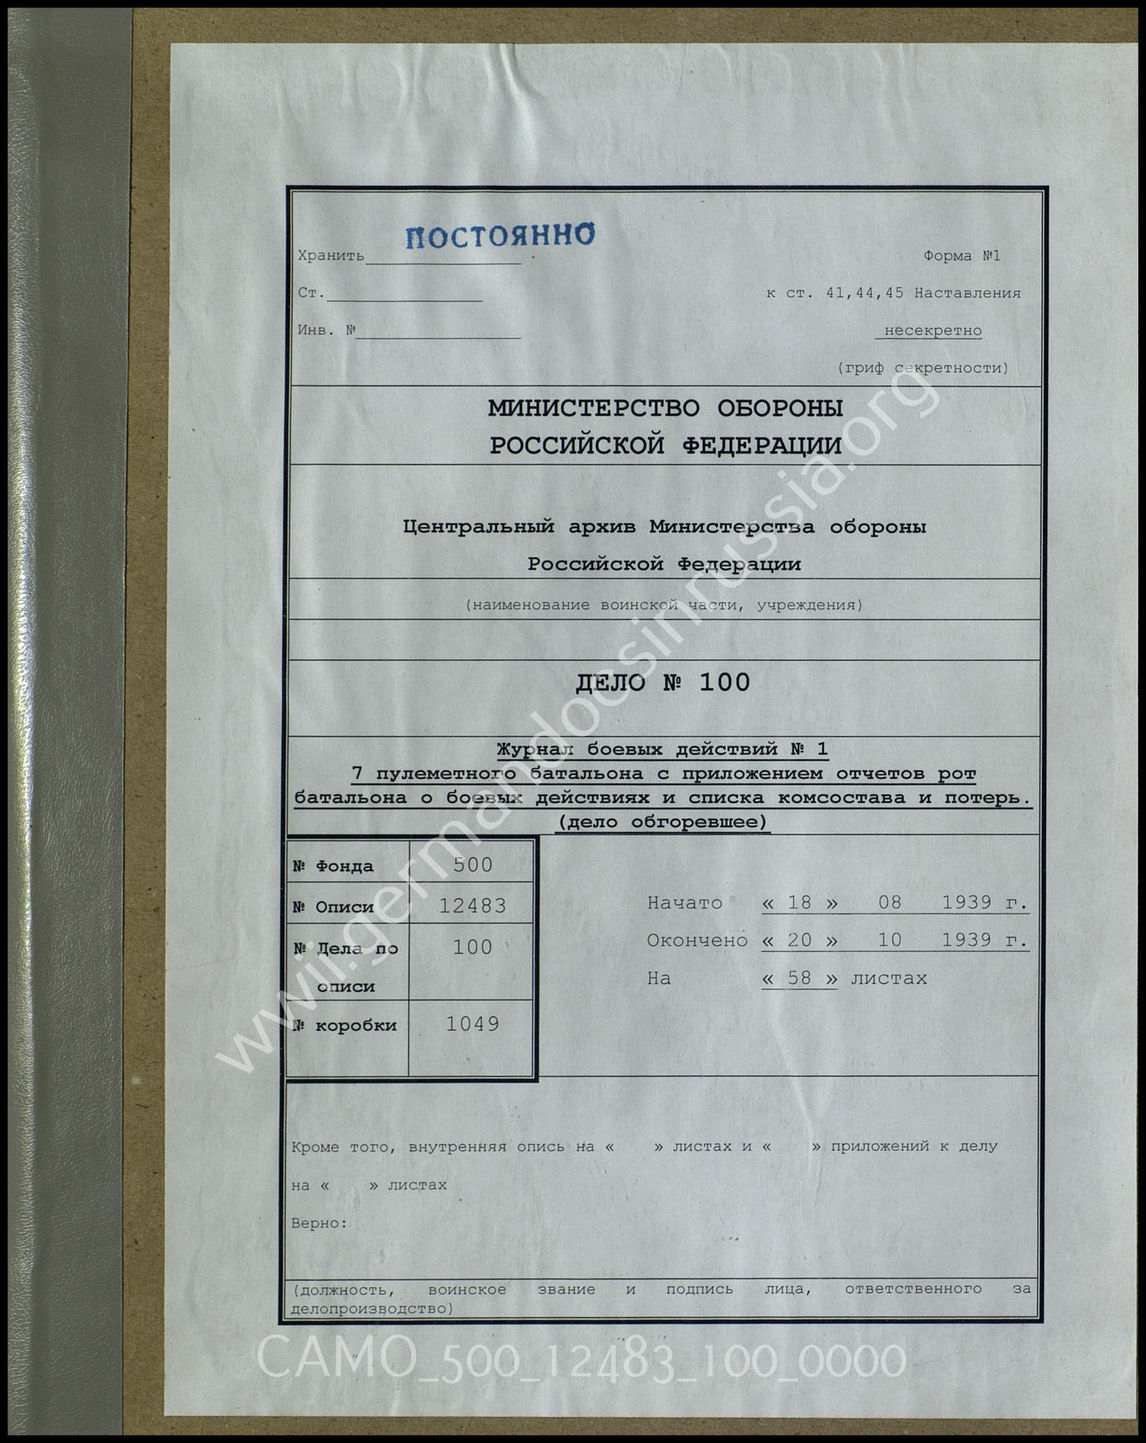 ПОСТОЯННО
Хранить
Форма №1
Ст.
к ст. 41,44,45 Наставления
Инв. №
несекретно
(гриф секретности)
МИНИСТЕРСТВО ОБОРОНЫ
РОССИЙСКОЙ ФЕДЕРАЦИИ
Центральный архив Министерства обороны
Российской Федерации
(наименование воинской части, учреждения)
ДЕЛО № 100
Журнал боевых действий № 1
7 пулеметного батальона с приложением отчетов рот
батальона о боевых действиях и списка комсостава и потерь.
(дело обгоревшее)
№ Фонда 500
№ Описи 12483
№ Дела по 100
описи
№ коробки 1049
Начато « 18 » 08 1939 г.
Окончено « 20 » 10 1939 г.
На « 58 » листах
Кроме того, внутренняя опись на « » листах и « » приложений к делу
на « » листах
Верно:
(должность, воинское звание и подпись лица, ответственного за
делопроизводство)
wwii.germandocsinrussia.org
CAMO_500_12483_100_0000